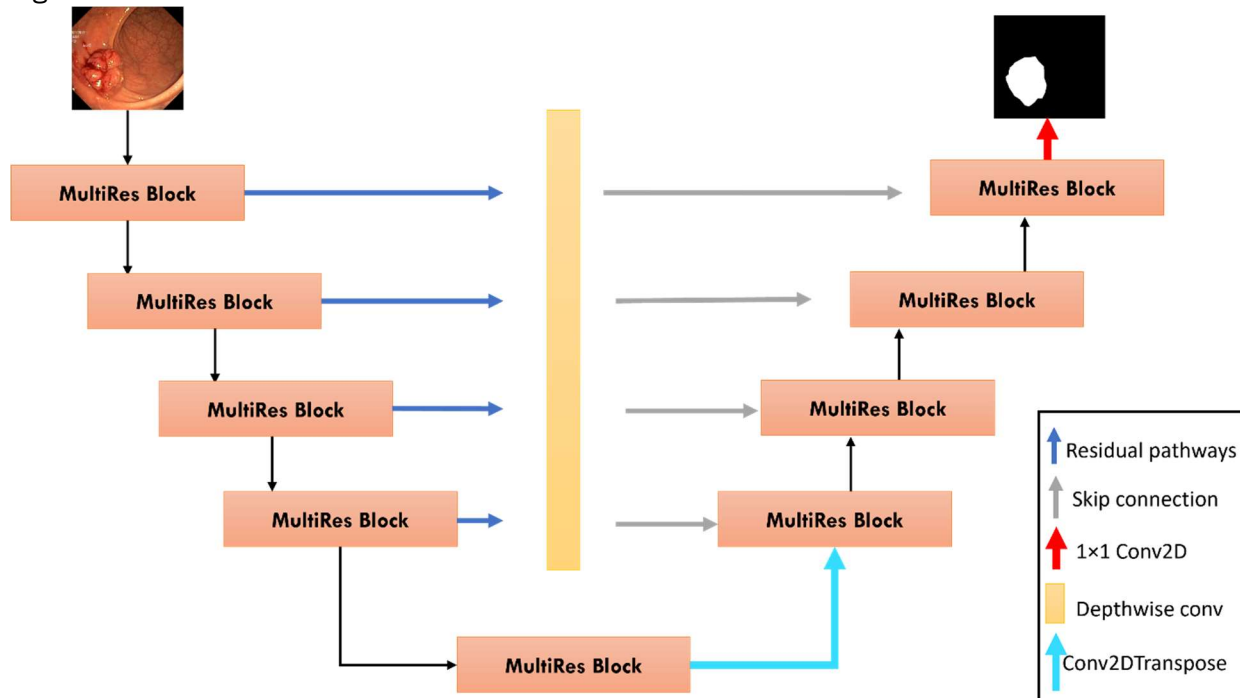 MultiRes Block
MultiRes Block
MultiRes Block
MultiRes Block
MultiRes Block
MultiRes Block
MultiRes Block
MultiRes Block
MultiRes Block
Residual pathways
Skip connection
1×1 Conv2D
Depthwise conv
Conv2DTranspose